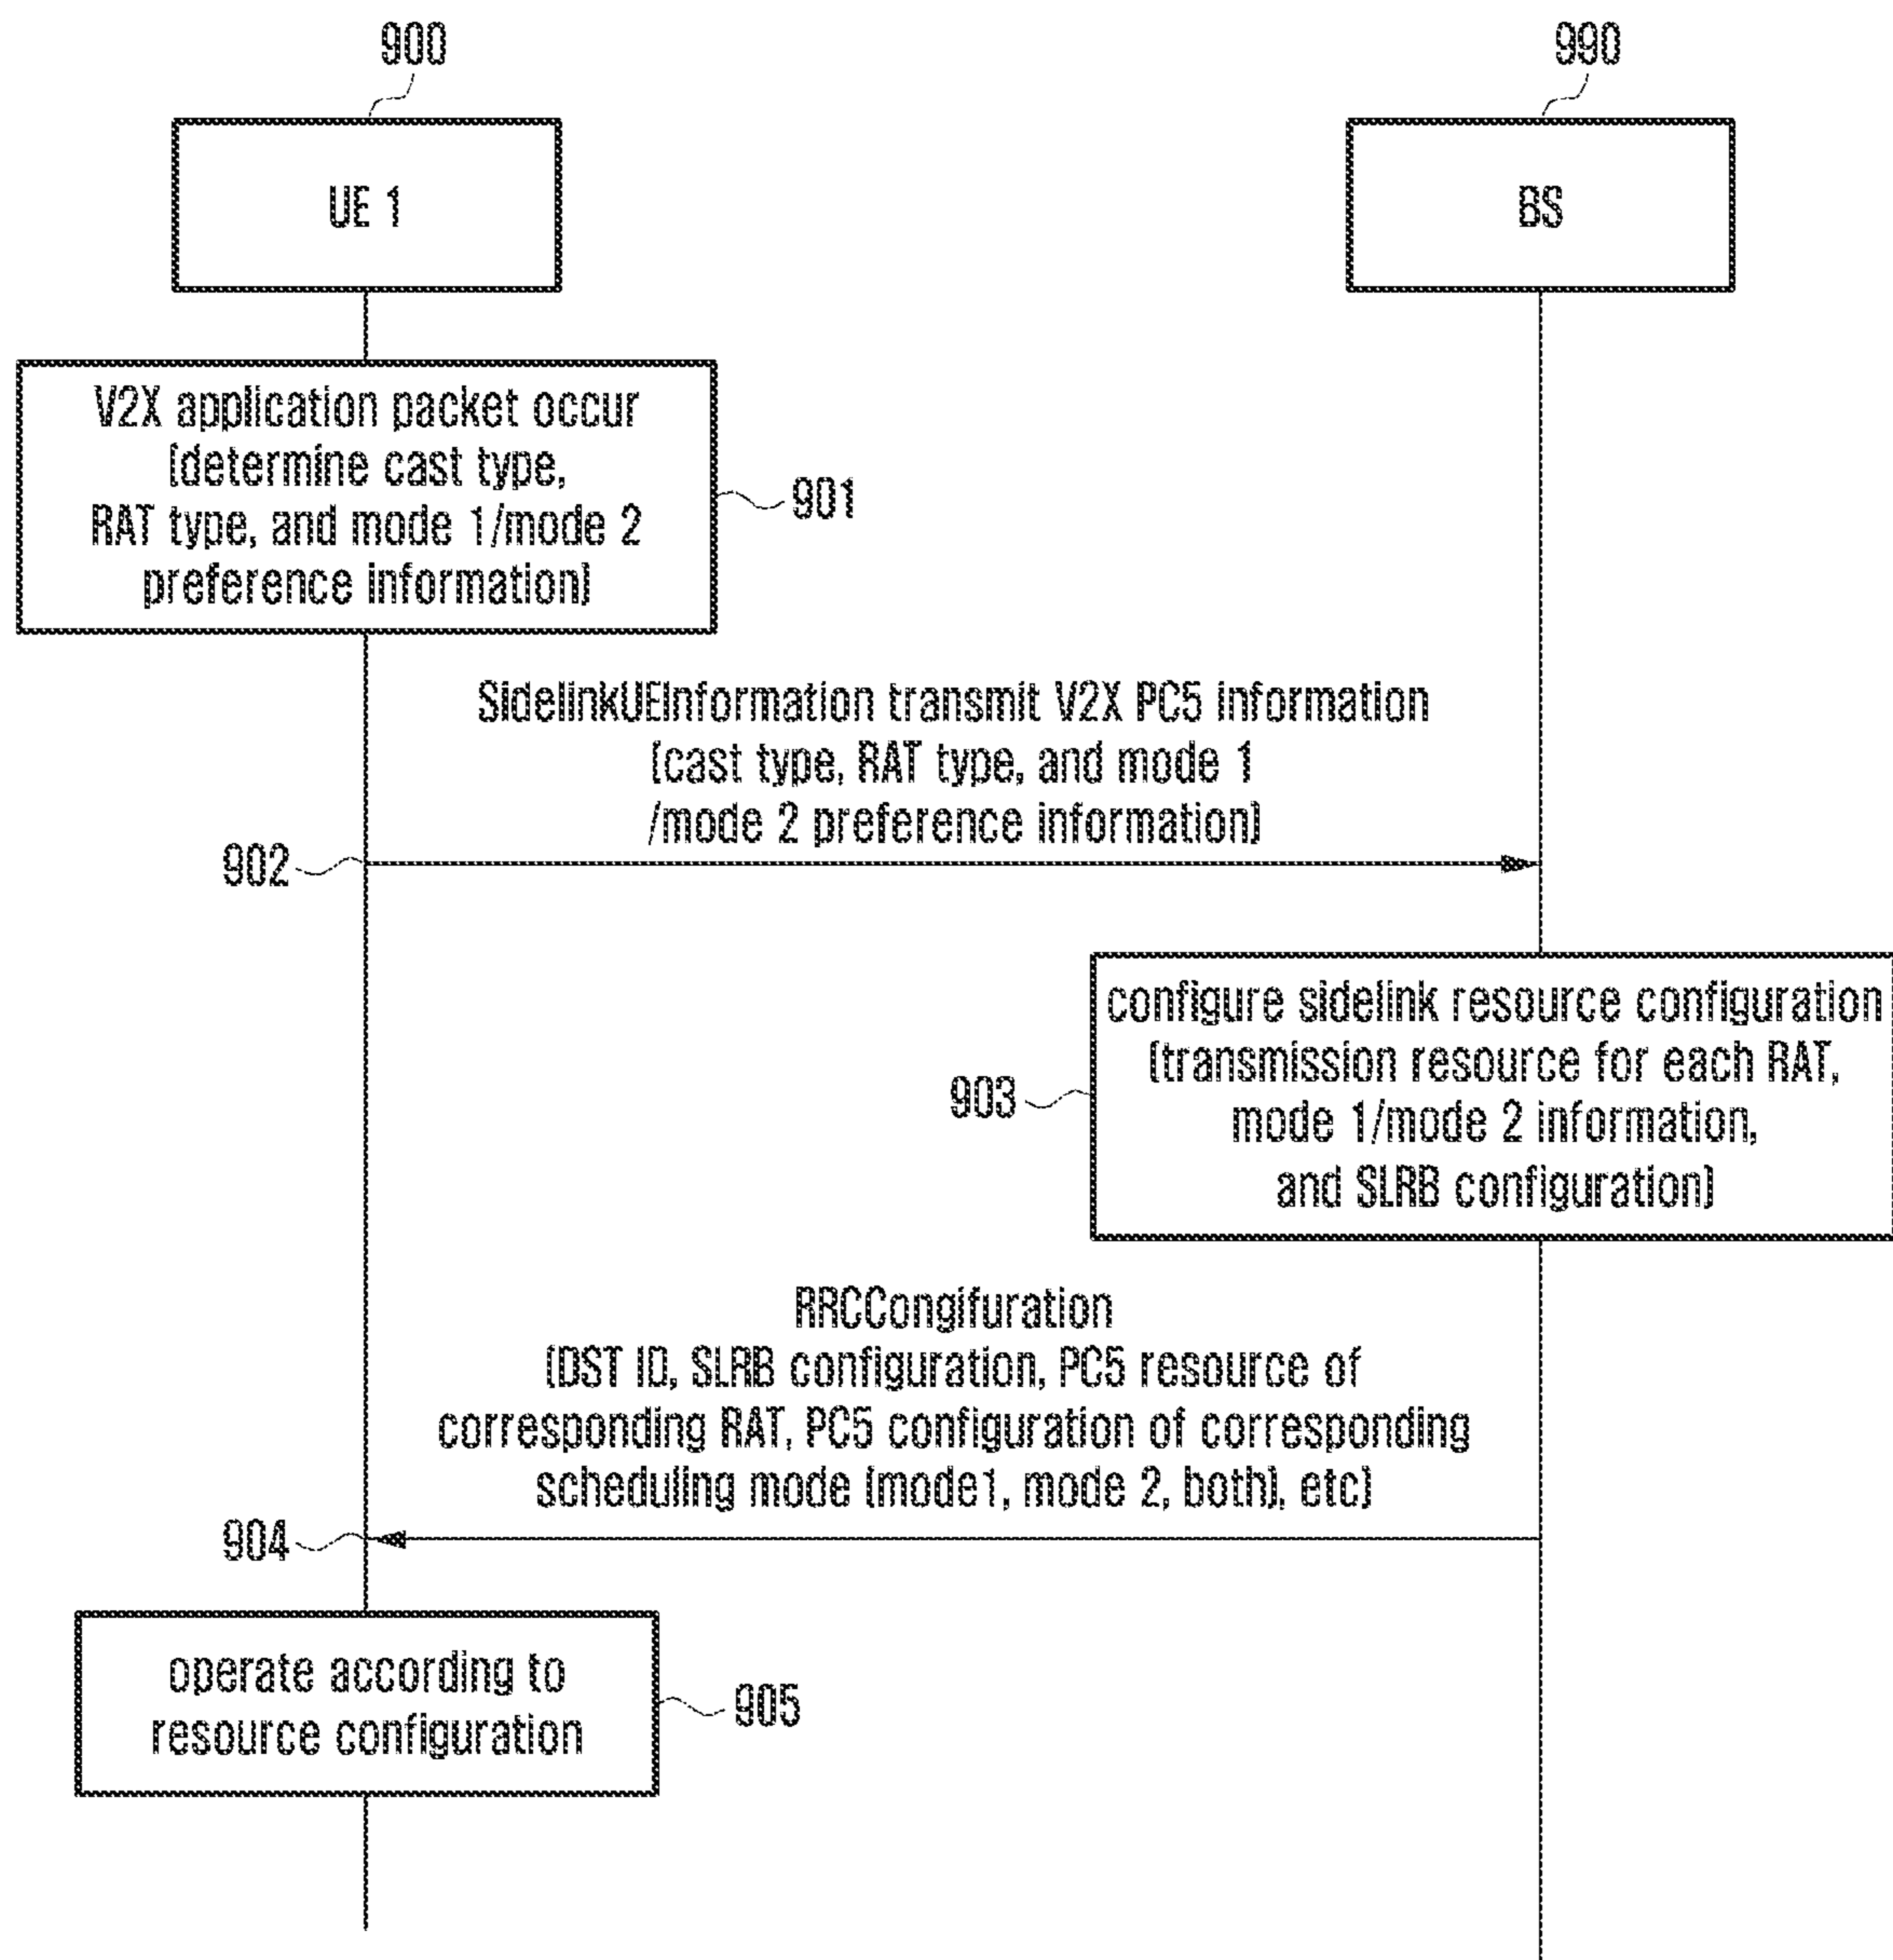 900
990
UE 1
BS
V2X application packet occur
(determine cast type,
RAT type, and mode 1/mode 2
preference information)
901
SidelinkUEInformation transmit V2X PC5 information
(cast type, RAT type, and mode 1
/mode 2 preference information)
902
configure sidelink resource configuration
(transmission resource for each RAT,
mode 1/mode 2 information,
and SLRB configuration)
903
RRCCongifuration
(DST ID, SLRB configuration, PC5 resource of
corresponding RAT, PC5 configuration of corresponding
scheduling mode (mode1, mode 2, both), etc)
904
operate according to
resource configuration
905